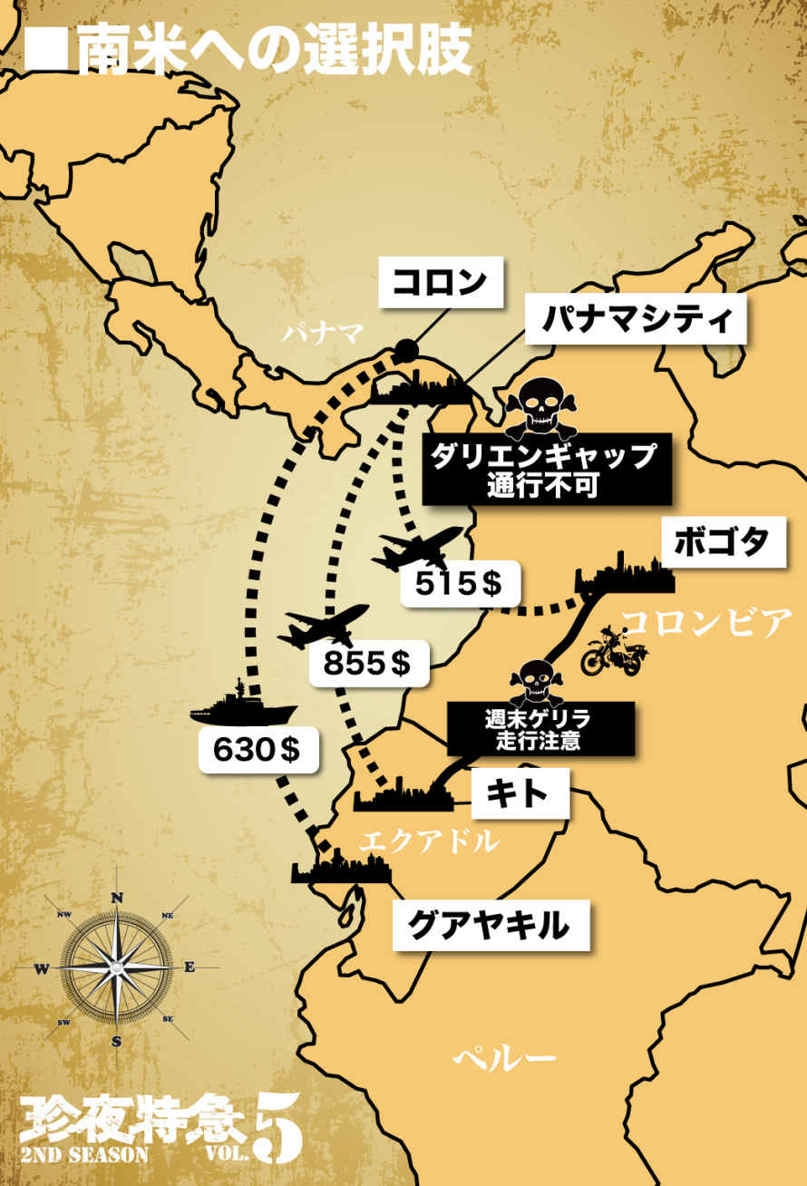 ■南米への選択肢
コロン
パナマシティ
パナマ
ダリエンギャップ
通行不可
ボゴタ
515$
コロンビア
855$
週末ゲリラ
走行注意
630$
キト
エクアドル
グアヤキル
N
NW
NE
W
E
SW
SE
S
ペルー
珍夜特急5
2ND SEASON VOL.